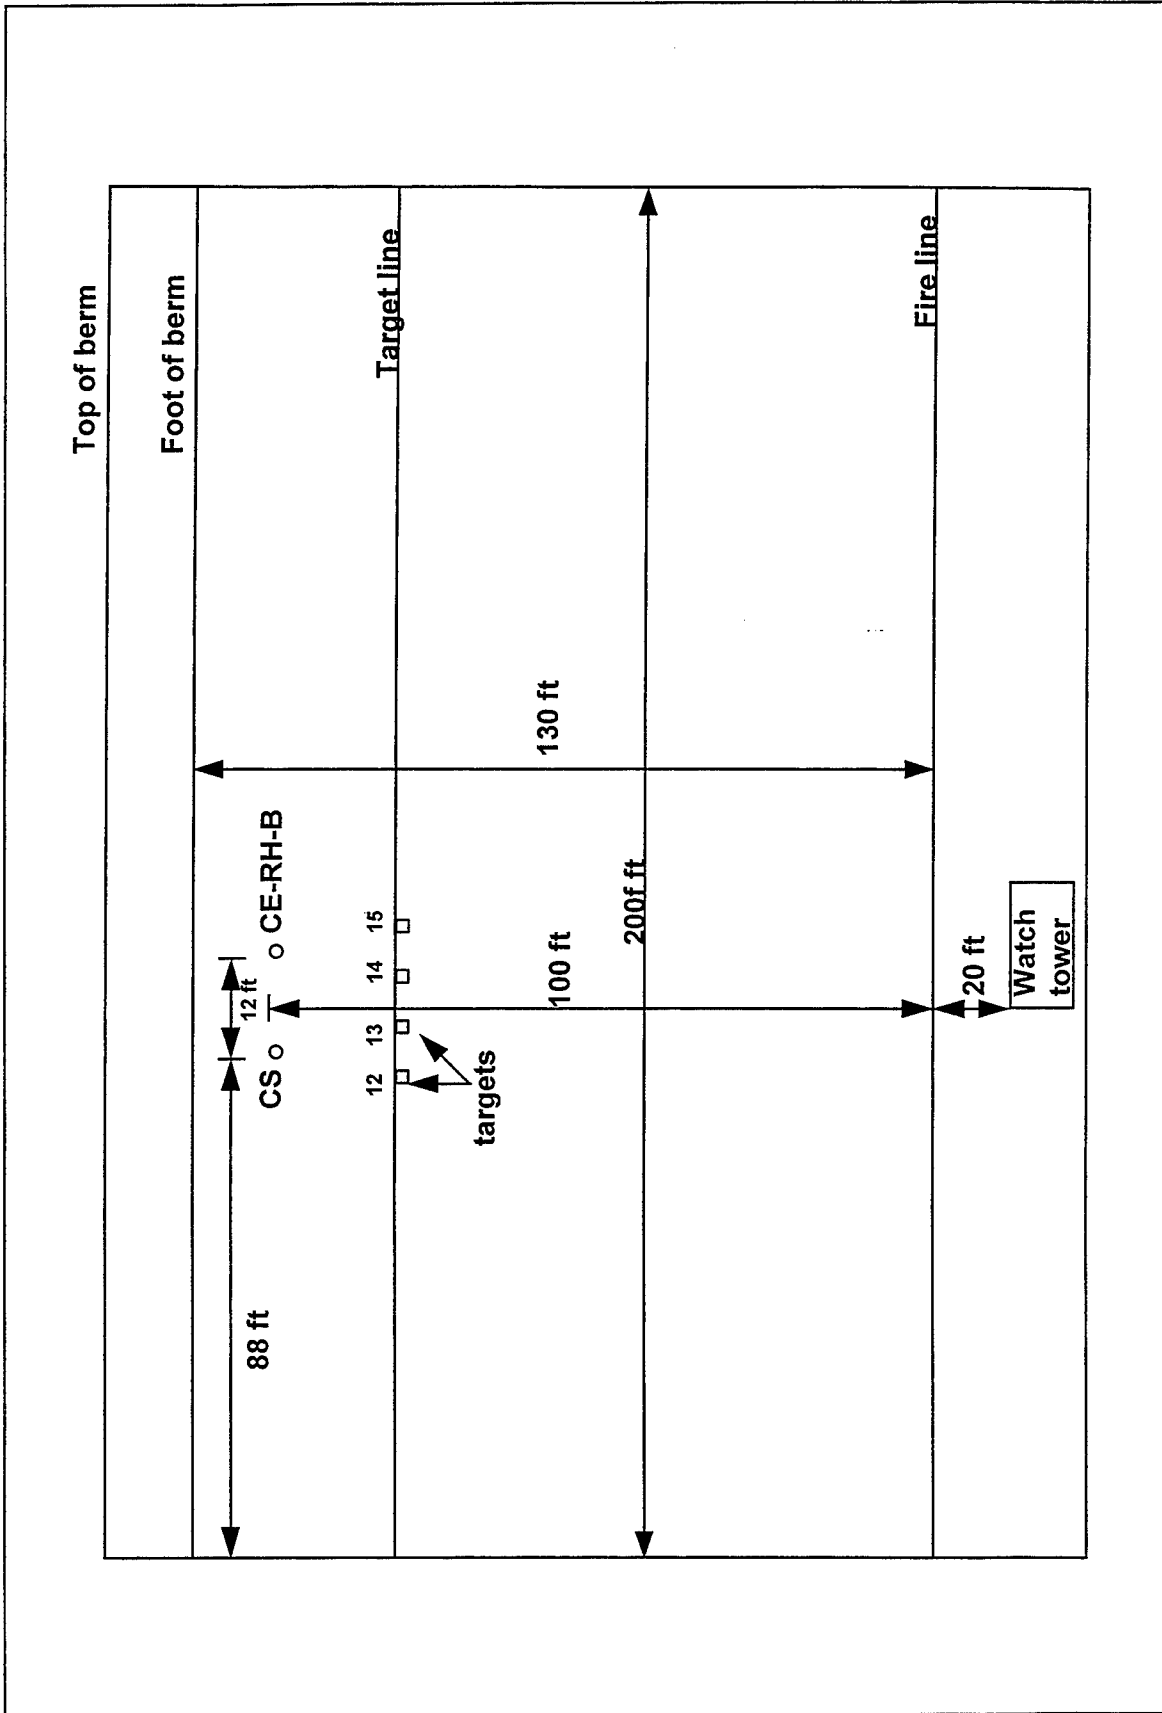 Top of berm
Foot of berm
88 ft
12 ft
CS
CE-RH-B
12
13
14
15
Target line
targets
100 ft
130 ft
200f ft
Fire line
20 ft
Watch
tower